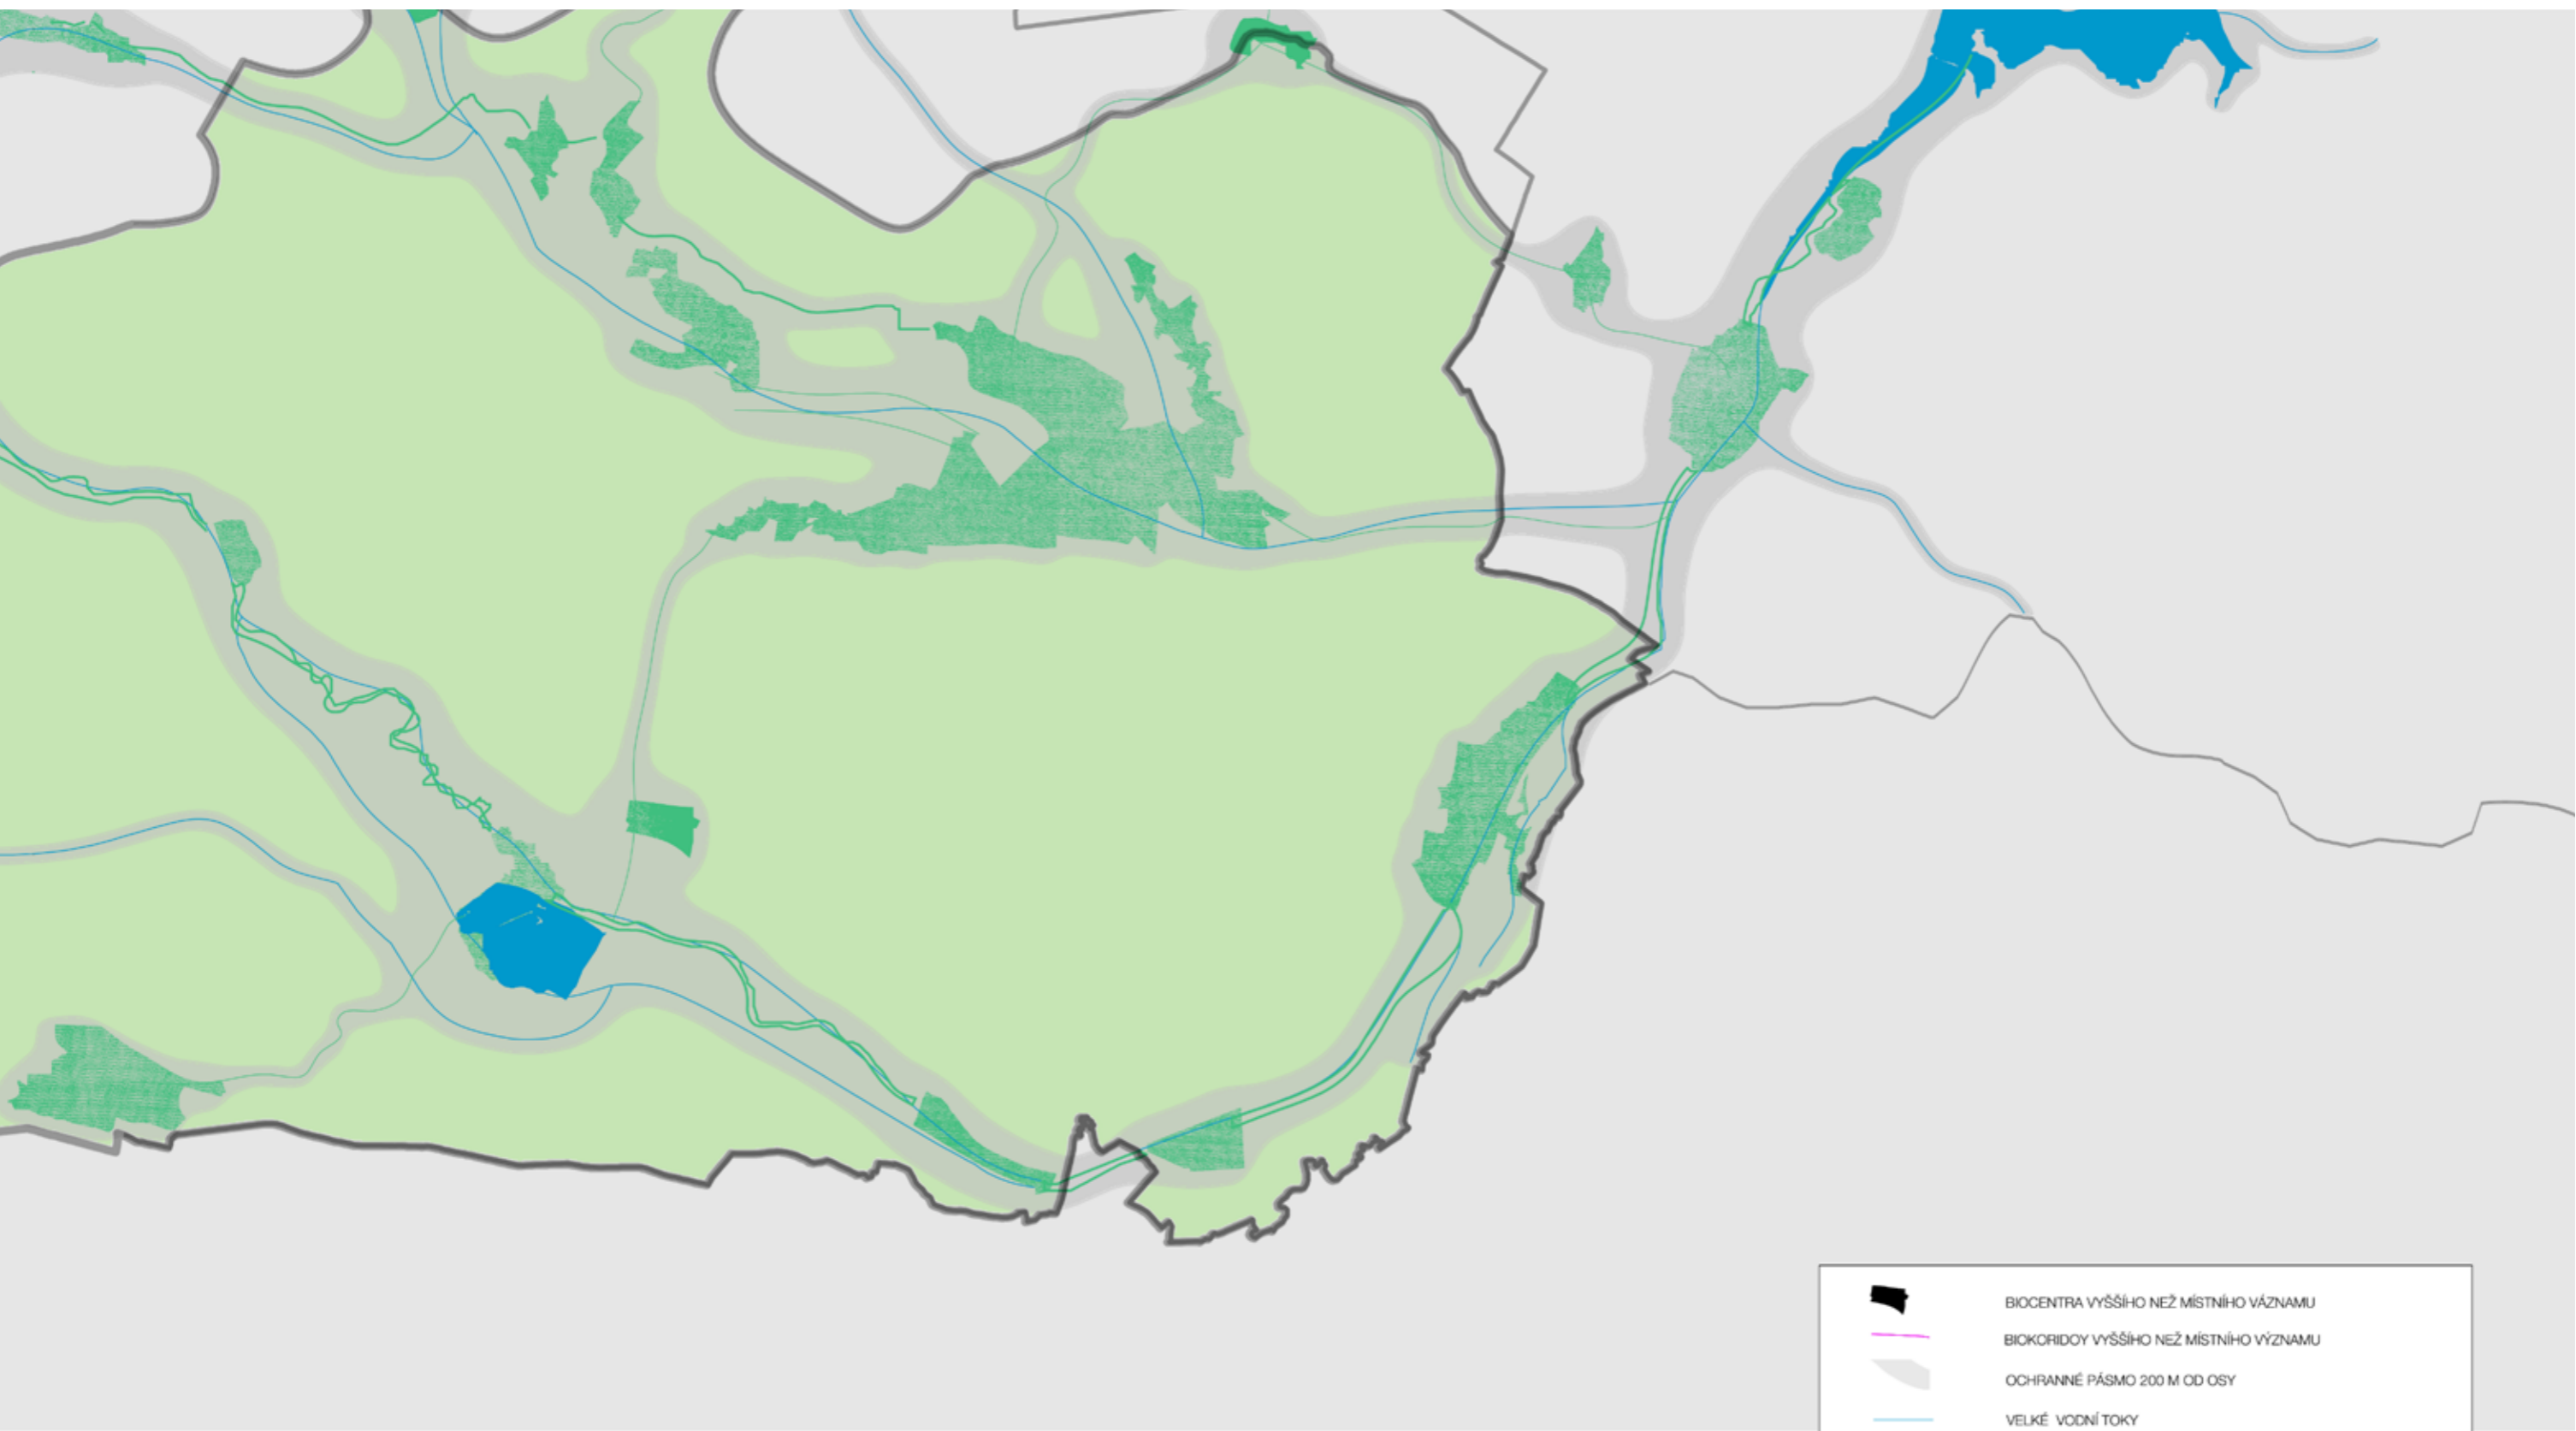 BIOCENTRA VYŠŠÍHO NEŽ MÍSTNÍHO VÁZNAMU
BIOKORIDOY VYŠŠÍHO NEŽ MÍSTNÍHO VÝZNAMU
OCHRANNÉ PÁSMO 200 M OD OSY
VELKÉ VODNÍ TOKY